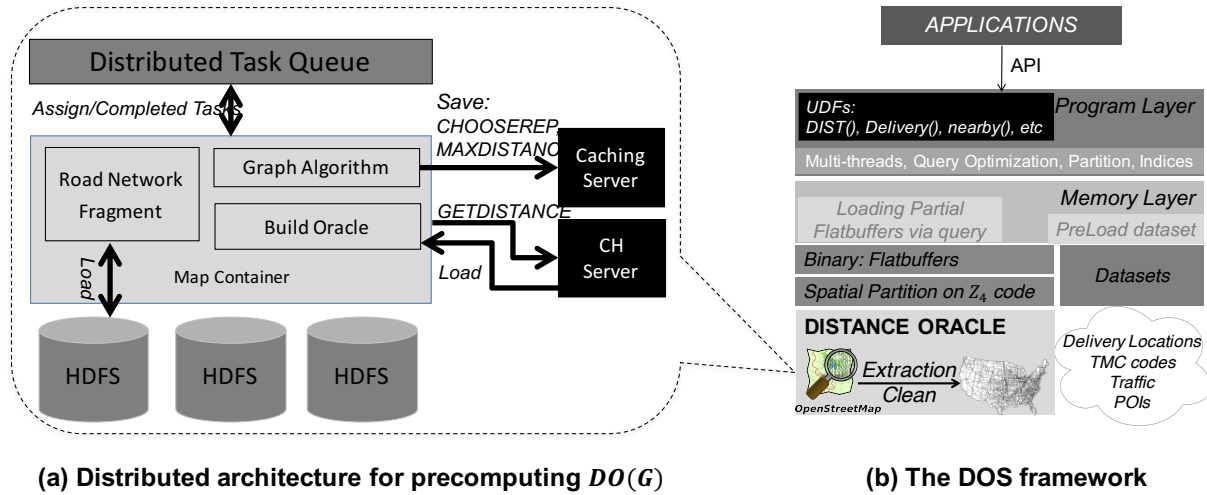 Distributed Task Queue
Assign/Completed Tasks
Save:
CHOOSEREP,
MAXDISTANC
Road Network
Fragment
Graph Algorithm
Build Oracle
Map Container
Caching
Server
GETDISTANCE
Load
CH
Server
Load
HDFS
HDFS
HDFS
(a) Distributed architecture for precomputing DO(G)
APPLICATIONS
API
UDFs:
DIST(), Delivery(), nearby(), etc
Program Layer
Multi-threads, Query Optimization, Partition, Indices
Memory Layer
Loading Partial
Flatbuffers via query
PreLoad dataset
Binary: Flatbuffers
Spatial Partition on Z₄ code
Datasets
DISTANCE ORACLE
Extraction
Clean
OpenStreetMap
Delivery Locations
TMC codes
Traffic
POIs
(b) The DOS framework